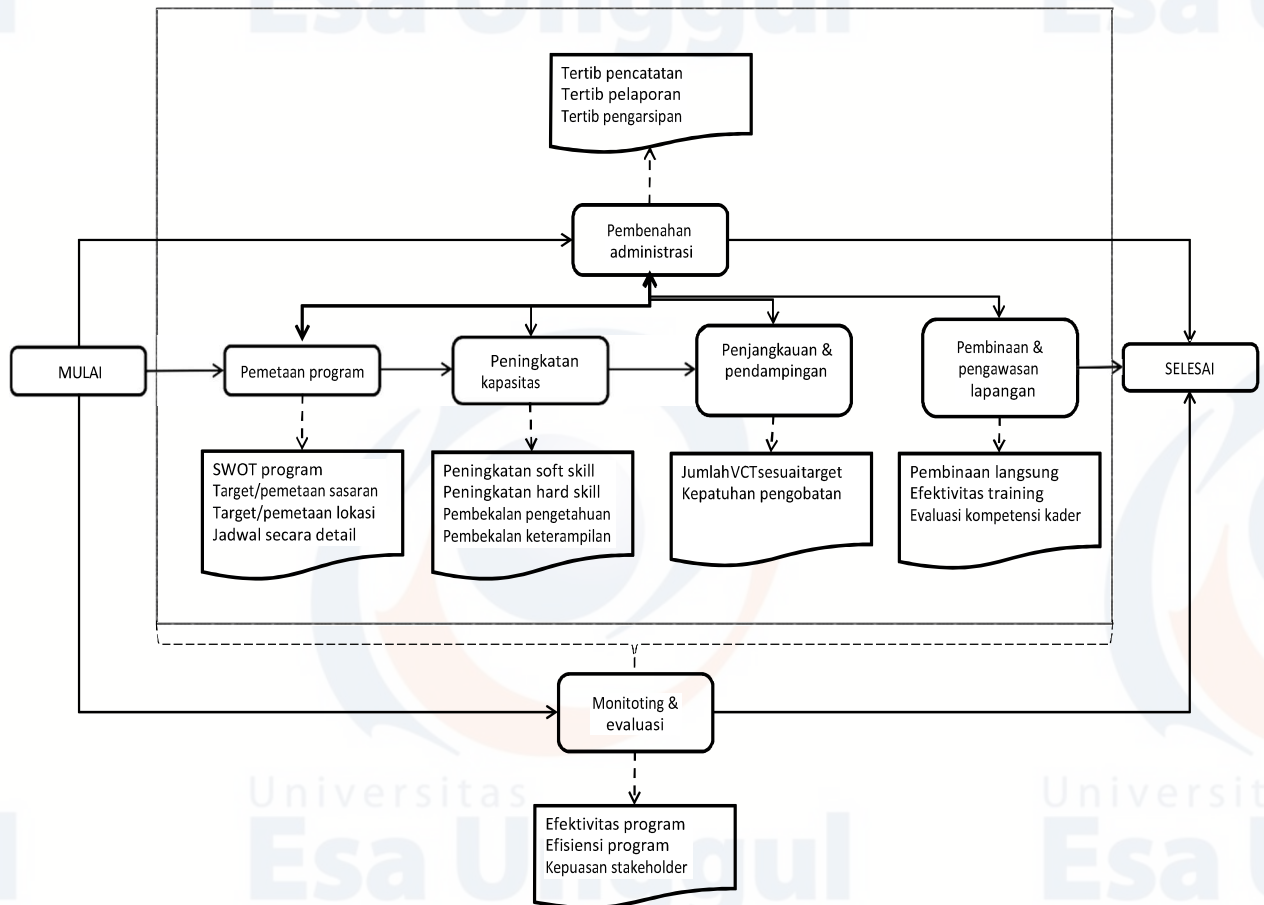 Esa Unggul
Tertib pencatatan
Tertib pelaporan
Tertib pengarsipan
Pembenahan
administrasi
MULAI
Pemetaan program
Peningkatan
kapasitas
Penjangkauan &
pendampingan
Pembinaan &
pengawasan
lapangan
SELESAI
SWOT program
Target/pemetaan sasaran
Target/pemetaan lokasi
Jadwal secara detail
Peningkatan soft skill
Peningkatan hard skill
Pembekalan pengetahuan
Pembekalan keterampilan
JumlahVCTsesuaitarget
Kepatuhan pengobatan
Pembinaan langsung
Efektivitas training
Evaluasi kompetensi kader
Monitoting &
evaluasi
Universitas
Esa Unggul
Efektivitas program
Efisiensi program
Kepuasan stakeholder